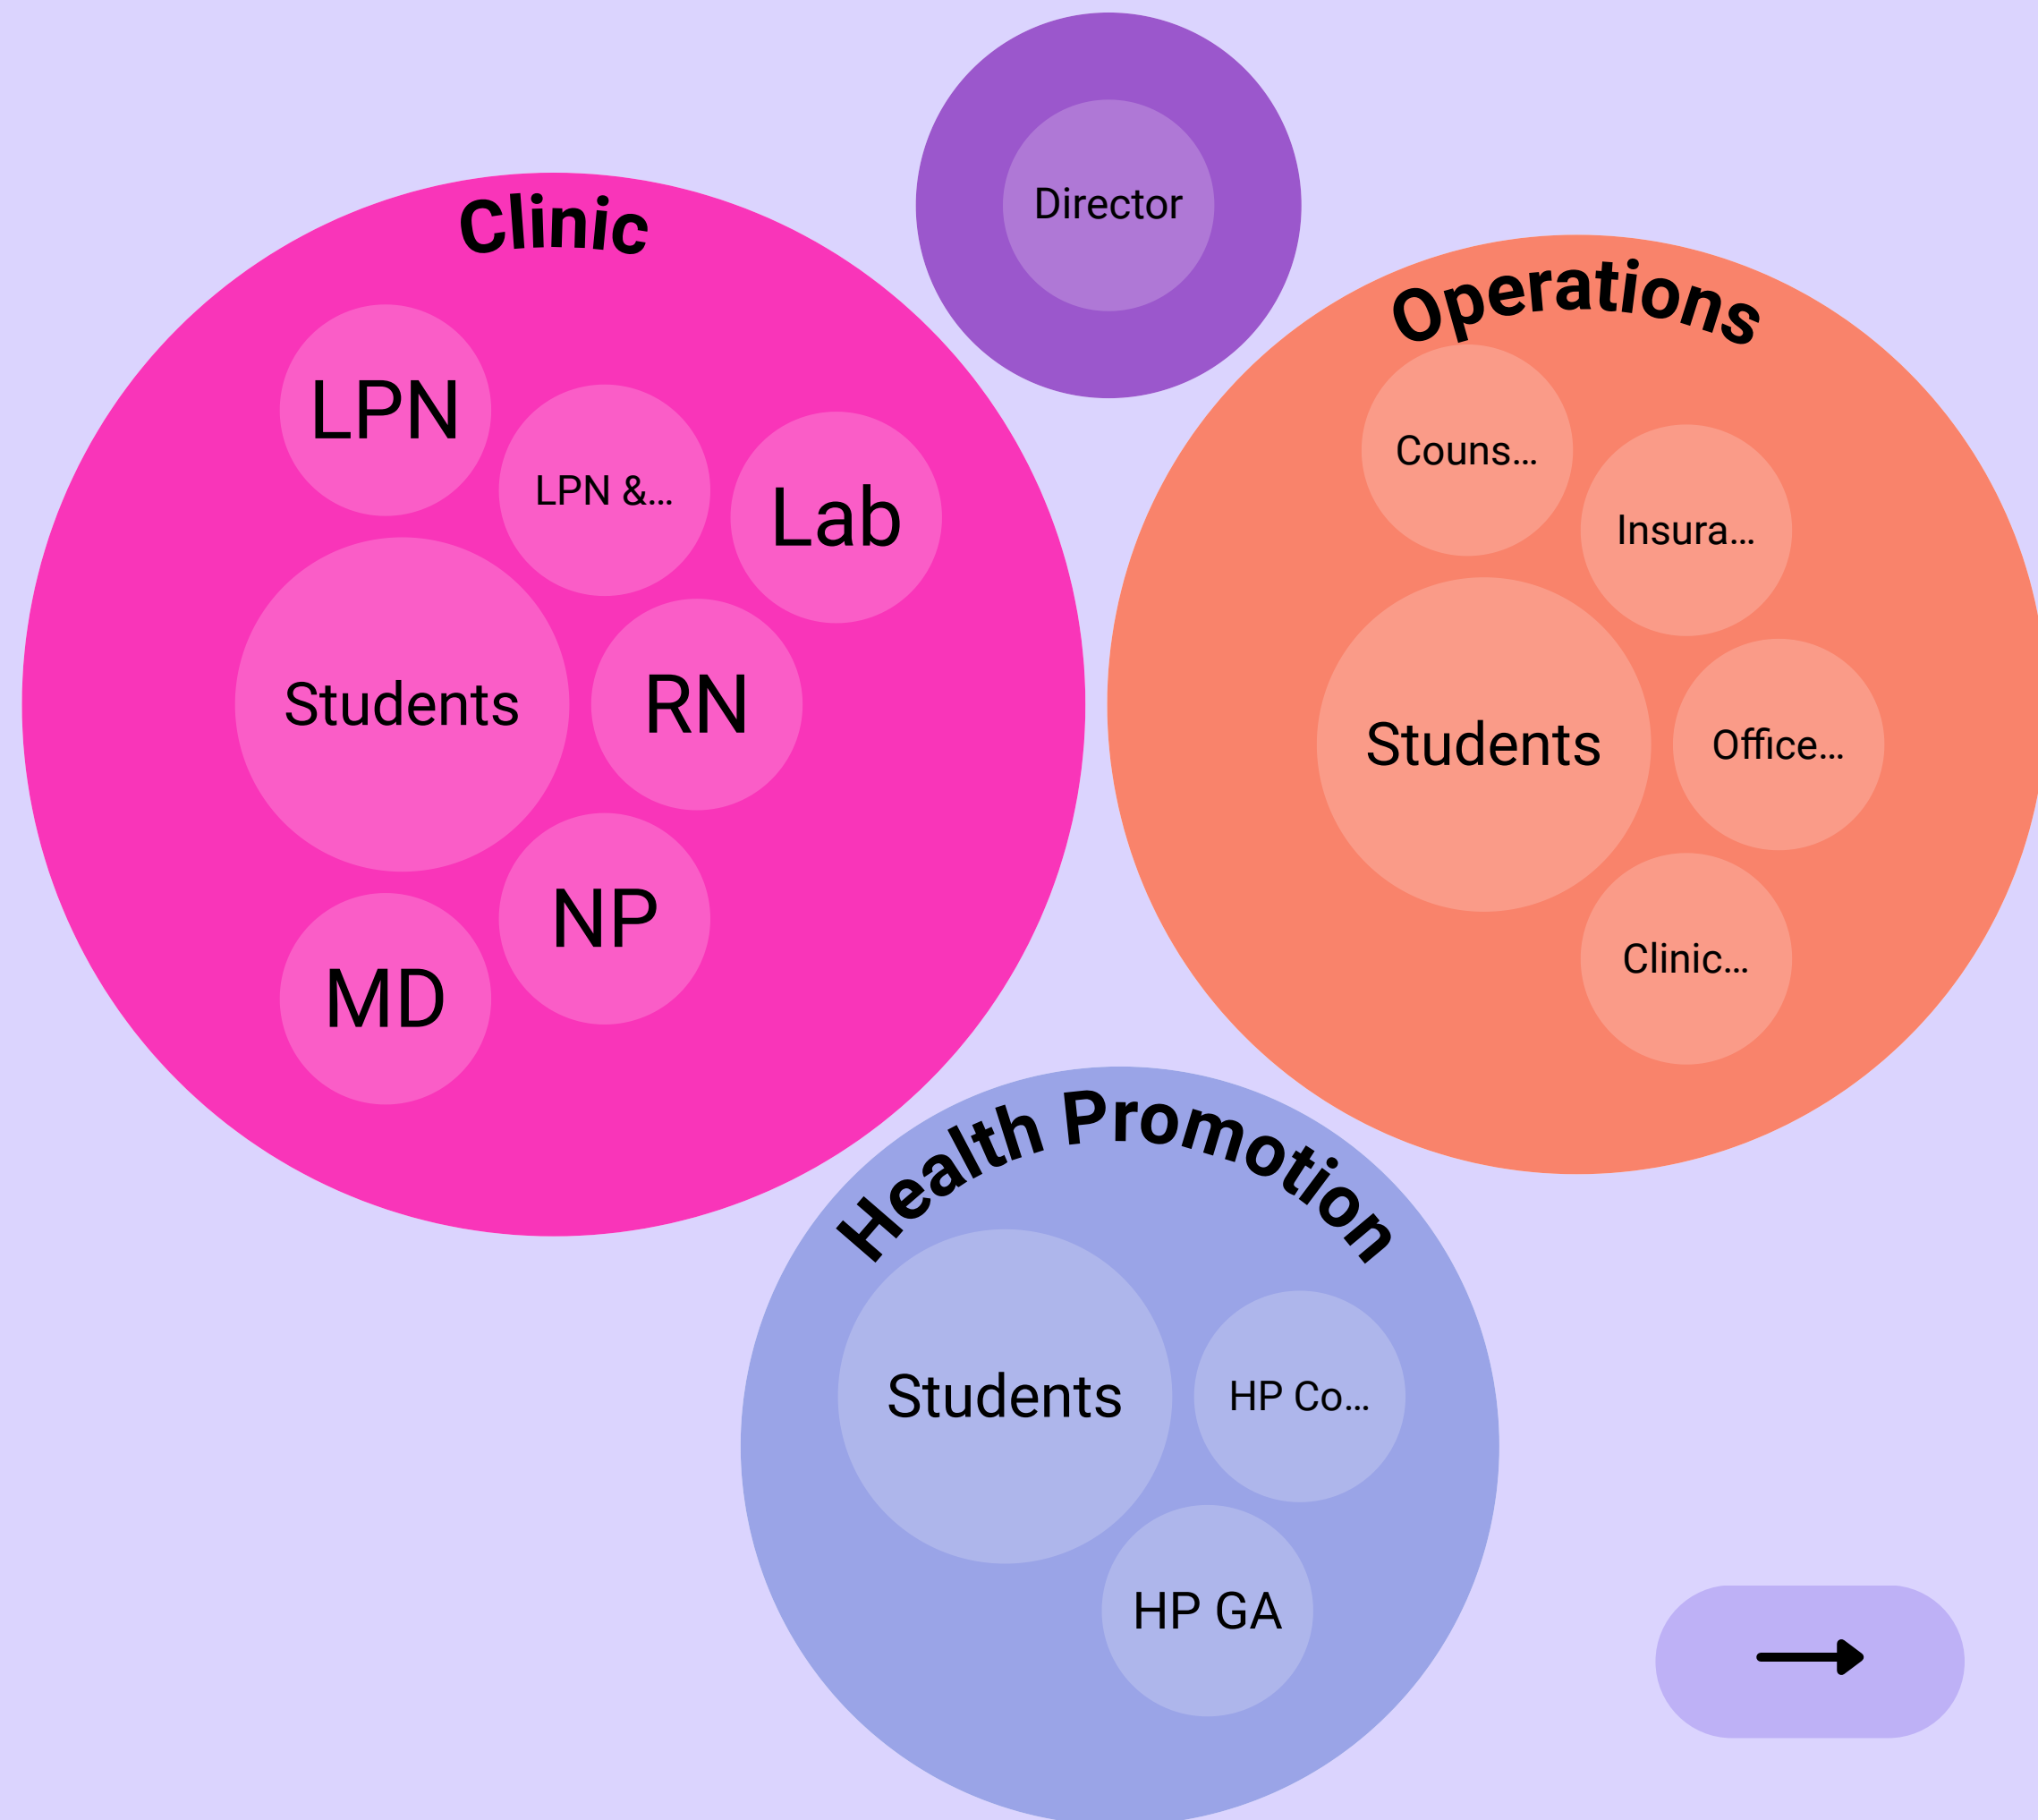 Director
Clinic
LPN
LPN &...
Lab
Students
RN
NP
MD
Operations
Couns...
Insura...
Students
Office...
Clinic...
Health Promotion
Students
HP Co...
HP GA